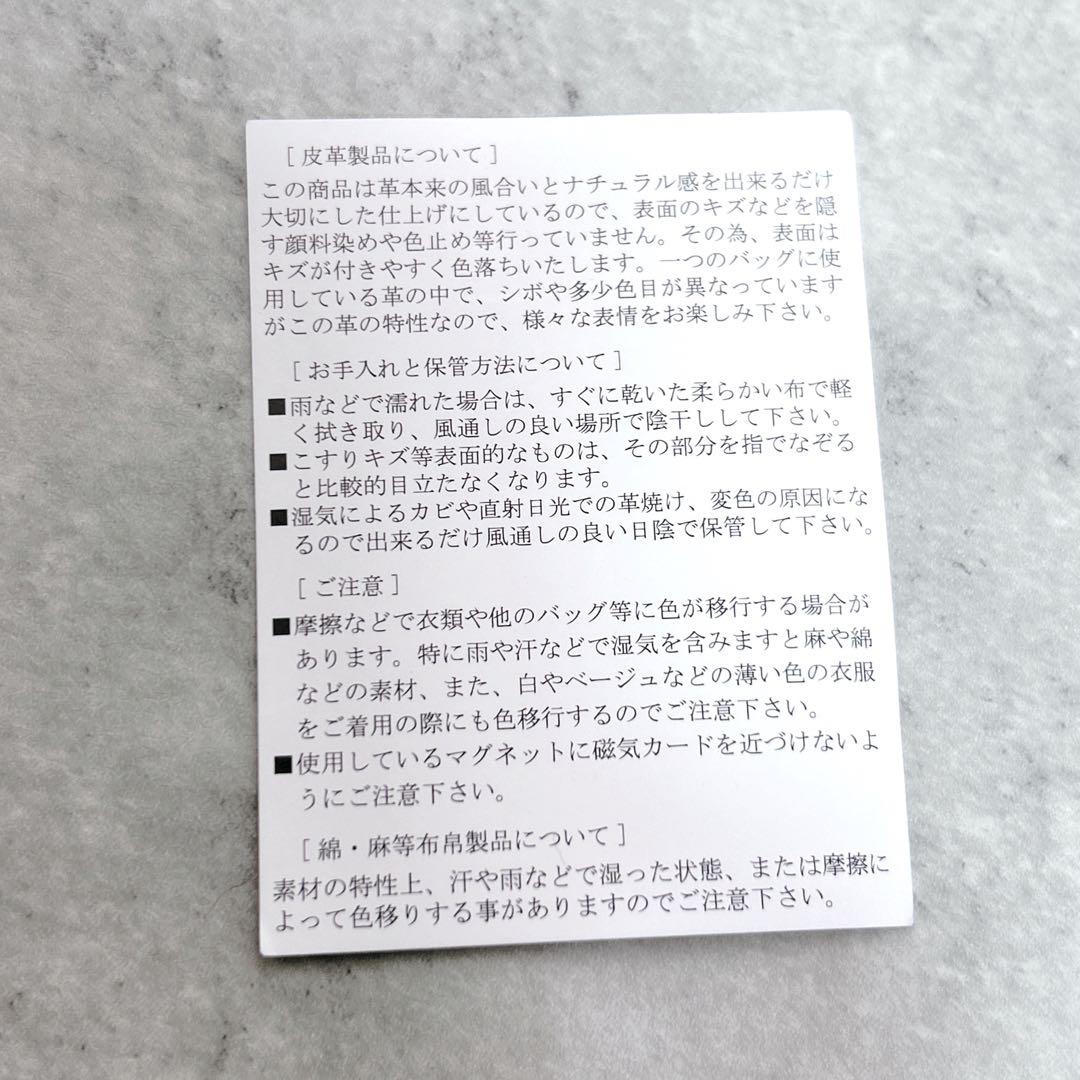 [ 皮革製品について ]
この商品は革本来の風合いとナチュラル感を出来るだけ
大切にした仕上げにしているので、表面のキズなどを隠
す顔料染めや色止め等行っていません。その為、表面は
キズが付きやすく色落ちいたします。一つのバッグに使
用している革の中で、シボや多少色目が異なっています
がこの革の特性なので、様々な表情をお楽しみ下さい。
[ お手入れと保管方法について ]
■雨などで濡れた場合は、すぐに乾いた柔らかい布で軽
く拭き取り、風通しの良い場所で陰干しして下さい。
■こすりキズ等表面的なものは、その部分を指でなぞる
と比較的目立たなくなります。
■湿気によるカビや直射日光での革焼け、変色の原因にな
るので出来るだけ風通しの良い日陰で保管して下さい。
[ ご注意 ]
■摩擦などで衣類や他のバッグ等に色が移行する場合が
あります。特に雨や汗などで湿気を含みますと麻や綿
などの素材、また、白やベージュなどの薄い色の衣服
をご着用の際にも色移行するのでご注意下さい。
■使用しているマグネットに磁気カードを近づけないよ
うにご注意下さい。
[ 綿・麻等布帛製品について ]
素材の特性上、汗や雨などで湿った状態、または摩擦に
よって色移りする事がありますのでご注意下さい。